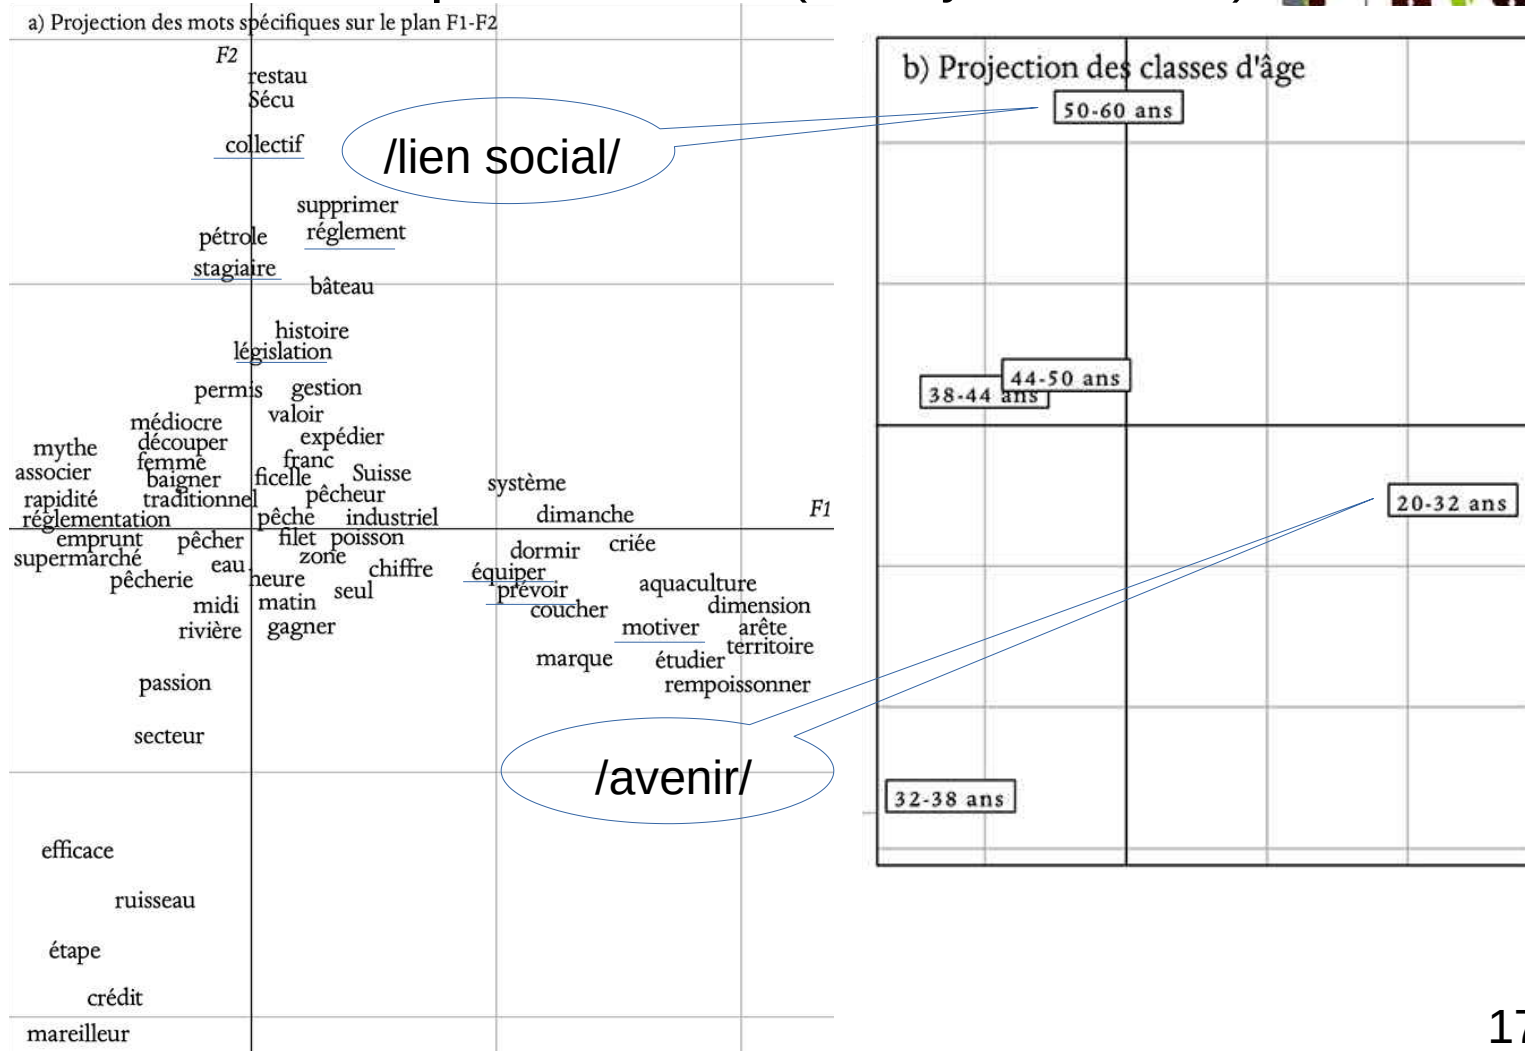 a) Projection des mots spécifiques sur le plan F1-F2
F2
restau
Sécu
collectif
/lien social/
supprimer
réglement
pétrole
stagiaire
bâteau
histoire
législation
permis gestion
valoir
médiocre
expédier
découper
mythe
franc
femme
associer
ficelle Suisse
baigner
système
pêcheur
rapidité traditionnel
F1
réglementation
pêche industriel
dimanche
emprunt pêcher
filet poisson
criée
supermarché
eau
zone
dormir
chiffre
équiper
pêcherie
heure
seul
prévoir
aquaculture
midi matin
coucher
dimension
rivière gagner
motiver arête
territoire
marque étudier
passion
rempoissonner
secteur
/avenir/
efficace
ruisseau
étape
crédit
mareilleur
b) Projection des classes d'âge
50-60 ans
44-50 ans
38-44 ans
20-32 ans
32-38 ans